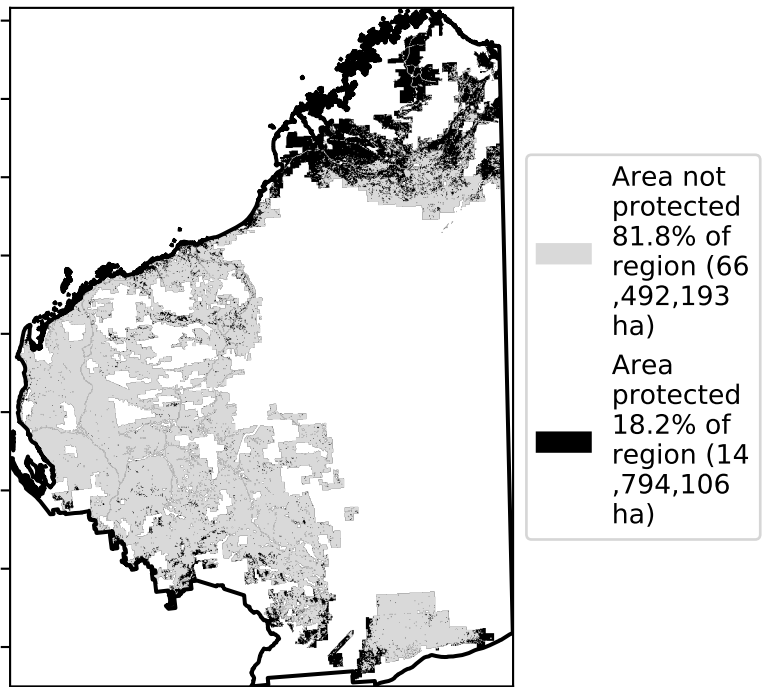 Area not
protected
81.8% of
region (66
,492,193
ha)
Area
protected
18.2% of
region (14
,794,106
ha)